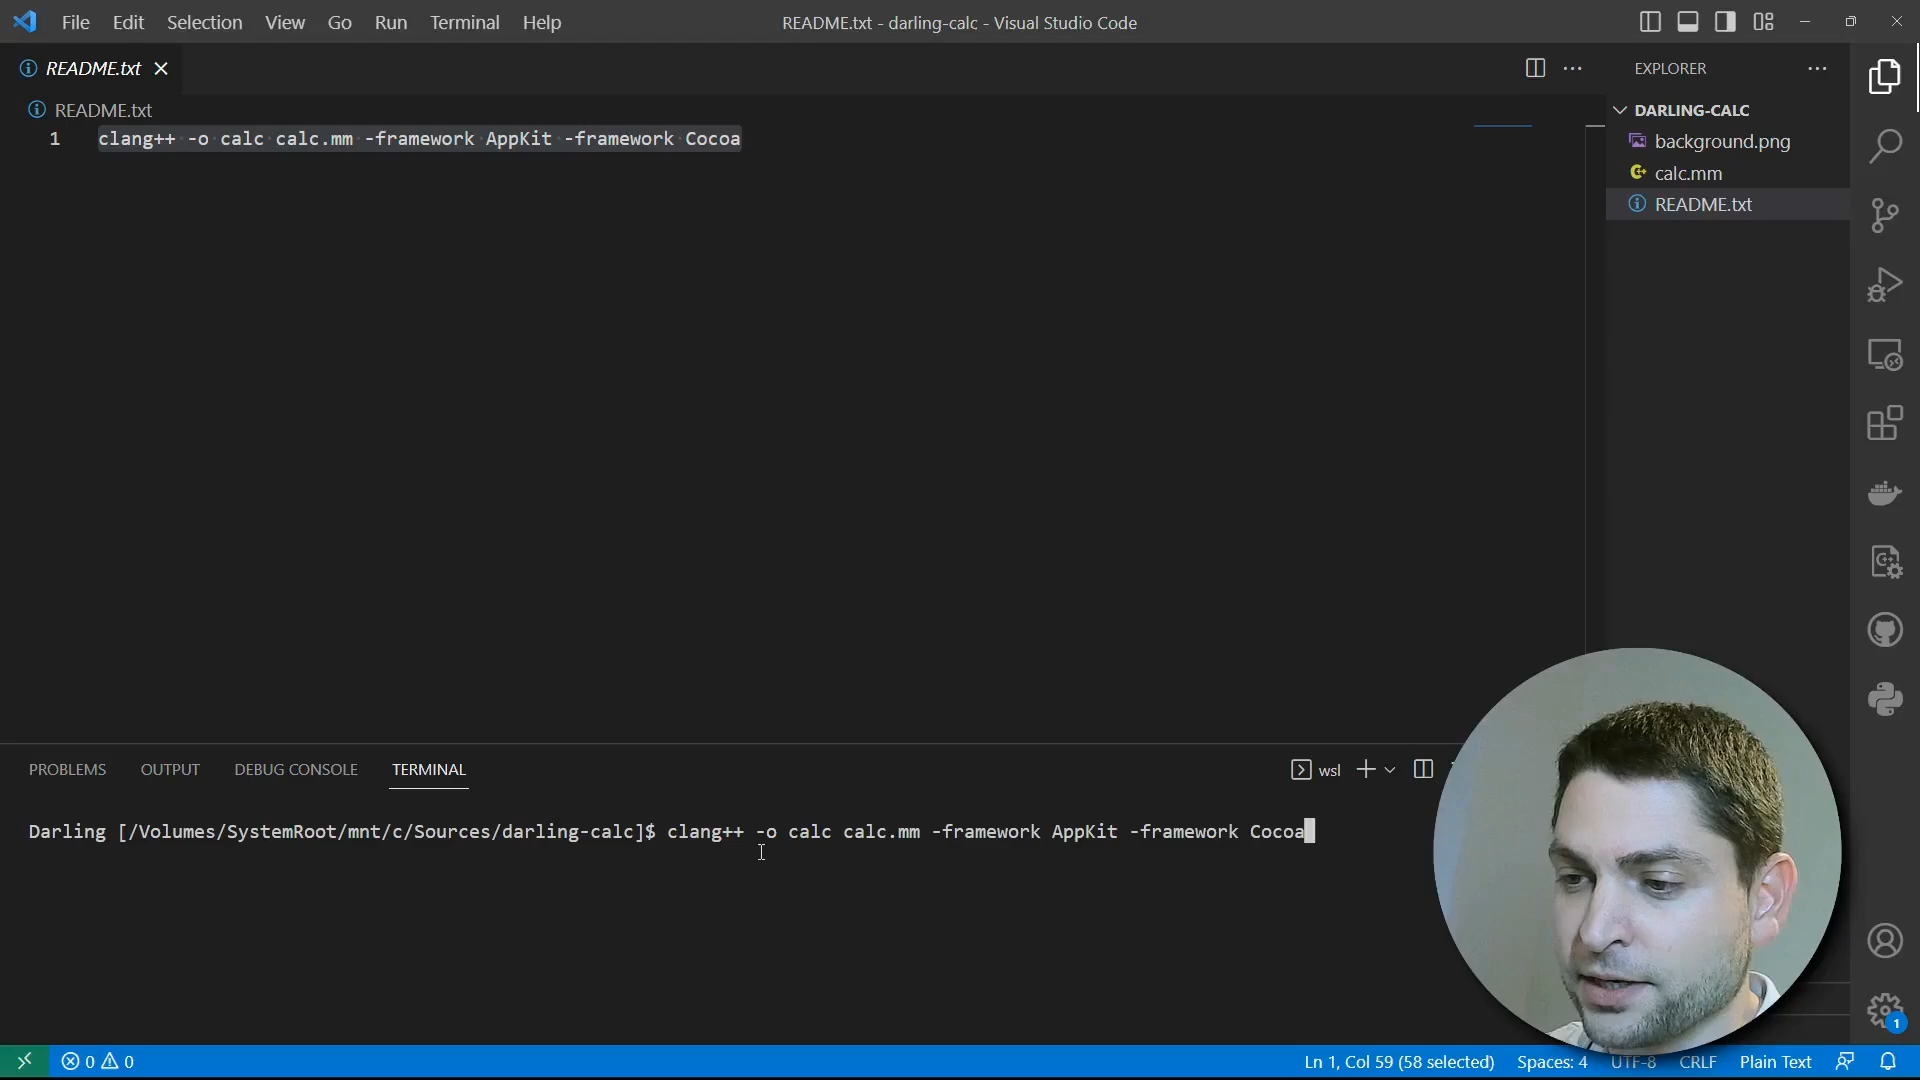 File Edit Selection View Go Run Terminal Help README.txt - darling-calc - Visual Studio Code
README.txt
README.txt
1 clang++ -o calc calc.mm -framework AppKit -framework Cocoa
EXPLORER
DARLING-CALC
background.png
calc.mm
README.txt
PROBLEMS OUTPUT DEBUG CONSOLE TERMINAL wsl
Darling [/Volumes/SystemRoot/mnt/c/Sources/darling-calc]$ clang++ -o calc calc.mm -framework AppKit -framework Cocoa
1
0 0 Ln 1, Col 59 (58 selected) Spaces: 4 UTF-8 CRLF Plain Text